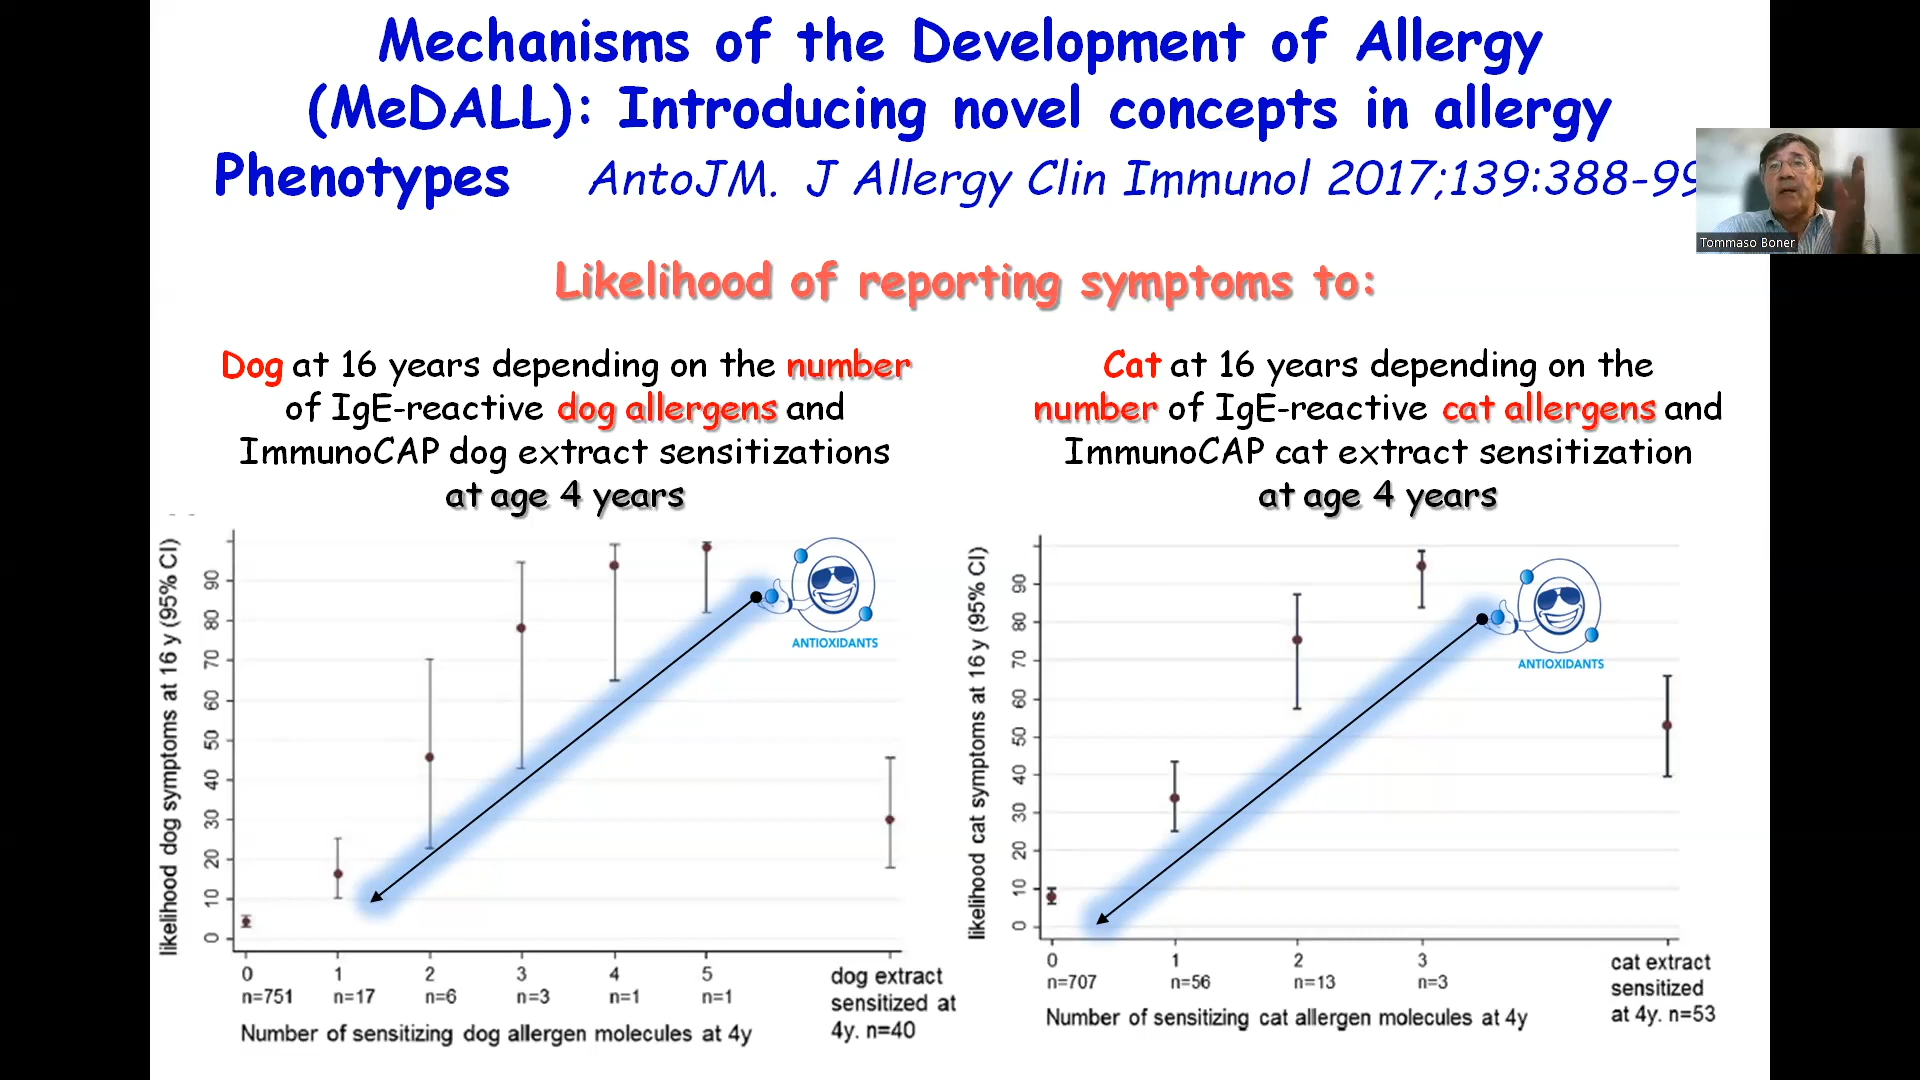 Mechanisms of the Development of Allergy
(MeDALL): Introducing novel concepts in allergy
Phenotypes AntoJM. J Allergy Clin Immunol 2017;139:388-99
Tommaso Boner
Likelihood of reporting symptoms to:
Dog at 16 years depending on the number
of IgE-reactive dog allergens and
ImmunoCAP dog extract sensitizations
at age 4 years
likelihood dog symptoms at 16 y (95% CI)
90
80
70
60
50
40
30
20
10
0
ANTIOXIDANTS
0 1 2 3 4 5
n=751 n=17 n=6 n=3 n=1 n=1
dog extract
sensitized at
4y. n=40
Number of sensitizing dog allergen molecules at 4y
Cat at 16 years depending on the
number of IgE-reactive cat allergens and
ImmunoCAP cat extract sensitization
at age 4 years
likelihood cat symptoms at 16 y (95% CI)
90
80
70
60
50
40
30
20
10
0
ANTIOXIDANTS
0 1 2 3
n=707 n=56 n=13 n=3
cat extract
sensitized
at 4y. n=53
Number of sensitizing cat allergen molecules at 4y